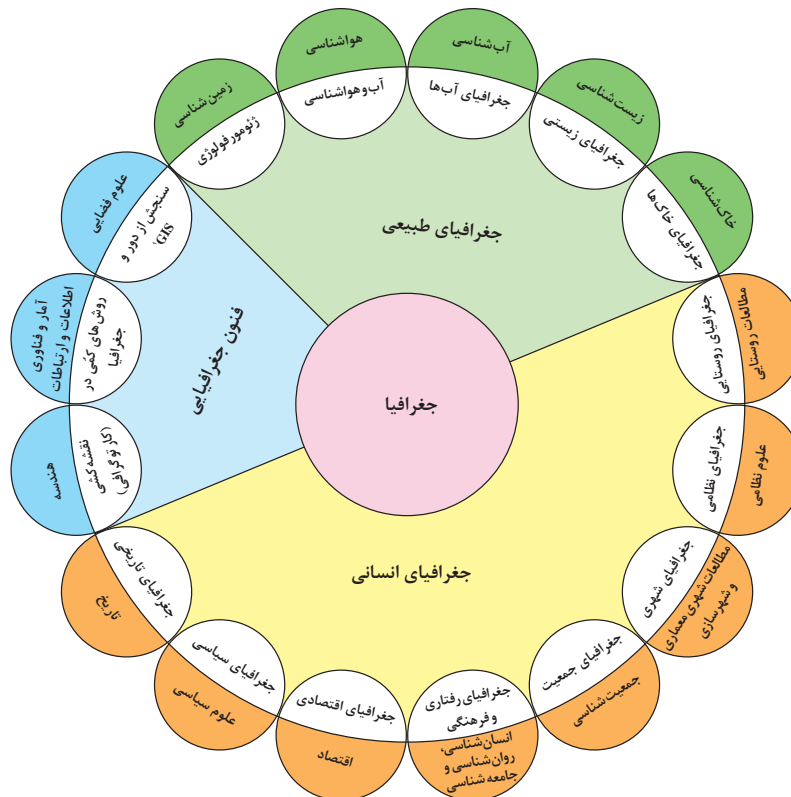 جغرافیا
جغرافیای طبیعی
زمین‌شناسی
ژئومورفولوژی
هواشناسی
آب‌وهواشناسی
آب‌شناسی
جغرافیای آب‌ها
زیست‌شناسی
جغرافیای زیستی
خاک‌شناسی
جغرافیای خاک‌ها
جغرافیای انسانی
مطالعات روستایی
جغرافیای روستایی
علوم نظامی
جغرافیای نظامی
جغرافیای شهری
مطالعات شهری معماری
و شهرسازی
جغرافیای جمعیت
جمعیت‌شناسی
جغرافیای رفتاری
و فرهنگی
انسان‌شناسی،
روان‌شناسی و
جامعه شناسی
جغرافیای اقتصادی
اقتصاد
جغرافیای سیاسی
علوم سیاسی
جغرافیای تاریخی
تاریخ
فنون جغرافیایی
هندسه
نقشه‌کشی
(کارتوگرافی)
آمار و فناوری
اطلاعات و ارتباطات
روش‌های کمّی در
جغرافیا
علوم فضایی
سنجش از دور و
GIS،